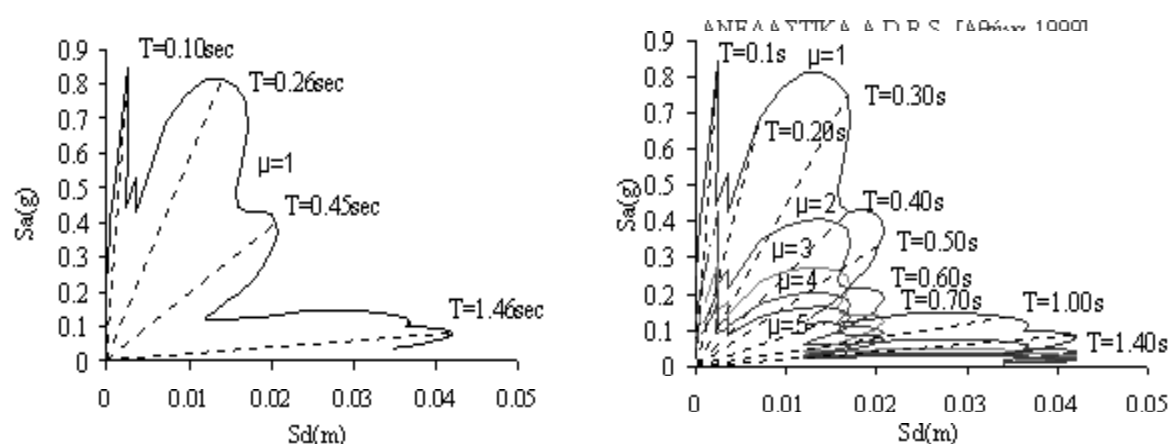 0.9
0.8
0.7
0.6
0.5
0.4
0.3
0.2
0.1
0
Sa(g)
T=0.10sec
T=0.26sec
μ=1
T=0.45sec
T=1.46sec
0 0.01 0.02 0.03 0.04 0.05
Sd(m)
ΑΝΕΛΑΣΤΙΚΑ A.D.R.S. [Αθήνα 1999]
0.9
0.8
0.7
0.6
0.5
0.4
0.3
0.2
0.1
0
Sa(g)
T=0.1s
μ=1
T=0.30s
T=0.20s
μ=2
T=0.40s
μ=3
T=0.50s
μ=4
T=0.60s
T=0.70s
T=1.00s
μ=5
T=1.40s
0 0.01 0.02 0.03 0.04 0.05
Sd(m)